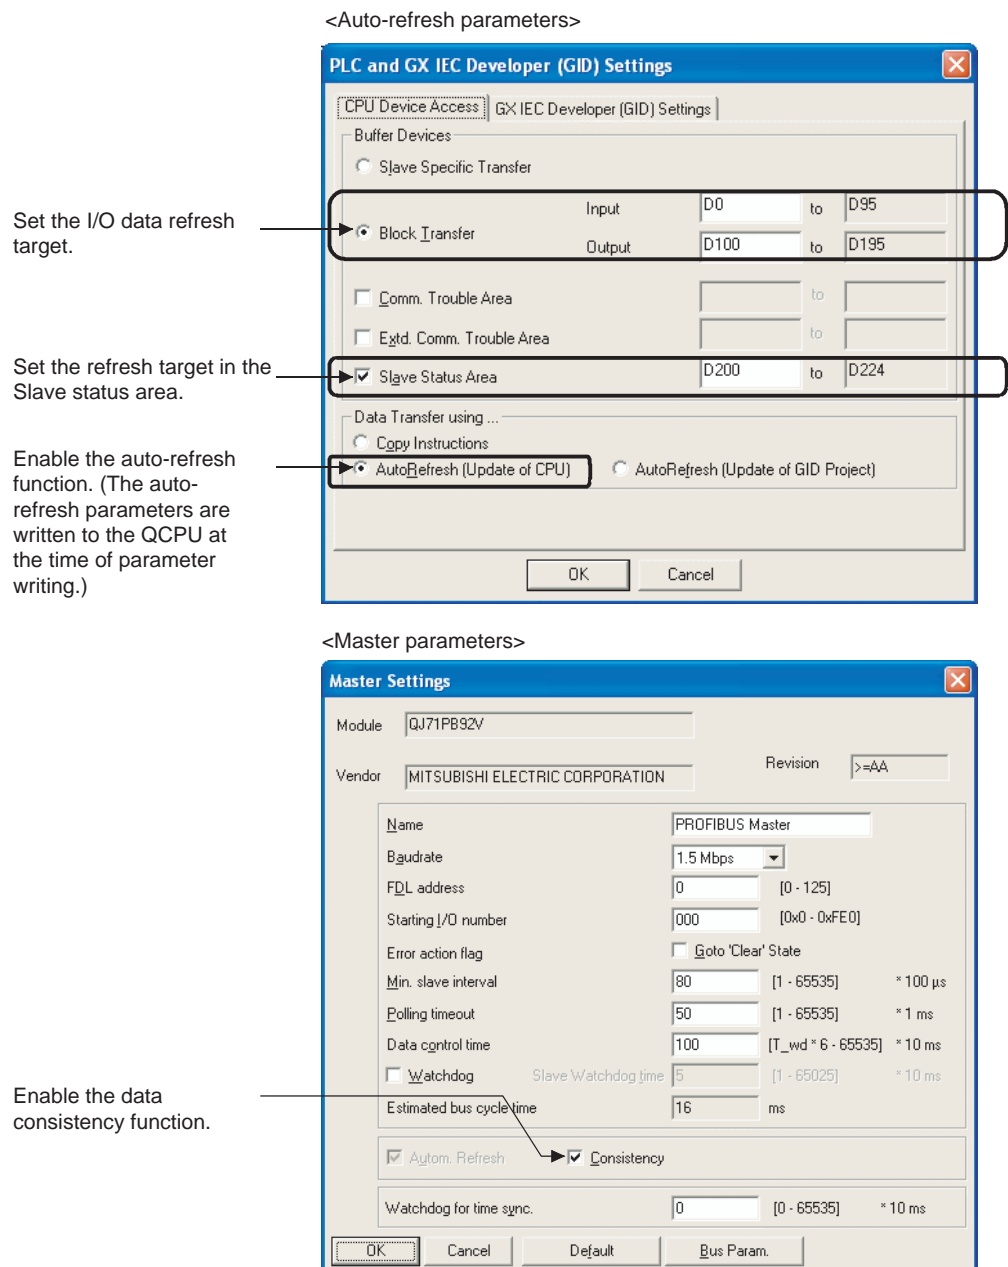 <Auto-refresh parameters>
PLC and GX IEC Developer (GID) Settings
CPU Device Access
GX IEC Developer (GID) Settings
Buffer Devices
Slave Specific Transfer
Set the I/O data refresh
target.
Block Transfer
Input D0 to D95
Output D100 to D195
Comm. Trouble Area to
Extd. Comm. Trouble Area to
Set the refresh target in the
Slave status area.
Slave Status Area D200 to D224
Data Transfer using ...
Copy Instructions
AutoRefresh (Update of CPU) AutoRefresh (Update of GID Project)
Enable the auto-refresh
function. (The auto-
refresh parameters are
written to the QCPU at
the time of parameter
writing.)
OK Cancel
<Master parameters>
Master Settings
Module QJ71PB92V
Vendor MITSUBISHI ELECTRIC CORPORATION Revision >=AA
Name PROFIBUS Master
Baudrate 1.5 Mbps
FDL address 0 [0 - 125]
Starting I/O number 000 [0x0 - 0xFE0]
Error action flag Goto 'Clear' State
Min. slave interval 80 [1 - 65535] * 100 µs
Polling timeout 50 [1 - 65535] * 1 ms
Data control time 100 [T_wd * 6 - 65535] * 10 ms
Watchdog Slave Watchdog time 5 [1 - 65025] * 10 ms
Estimated bus cycle time 16 ms
Enable the data
consistency function.
Autom. Refresh Consistency
Watchdog for time sync. 0 [0 - 65535] * 10 ms
OK Cancel Default Bus Param.